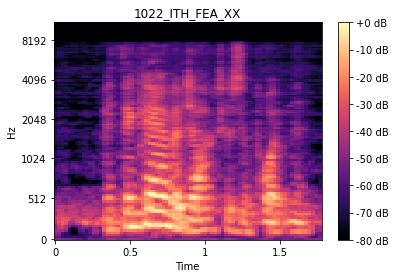 1022_ITH_FEA_XX
8192
4096
2048
1024
512
0
Hz
0
0.5
1
1.5
Time
+0 dB
-10 dB
-20 dB
-30 dB
-40 dB
-50 dB
-60 dB
-70 dB
-80 dB